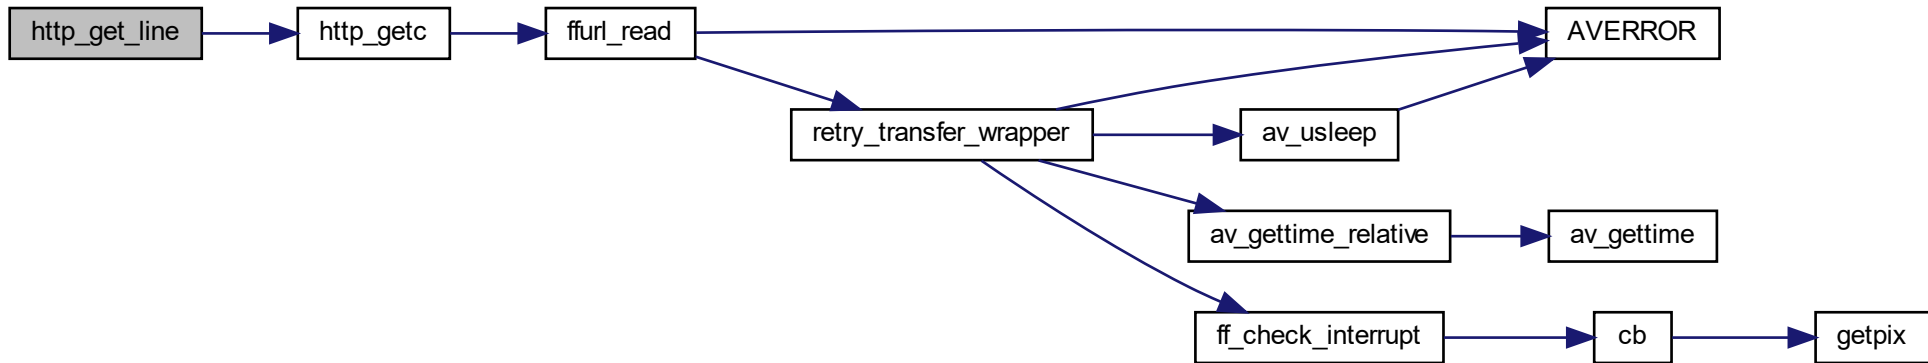 http_get_line
http_getc
ffurl_read
AVERROR
retry_transfer_wrapper
av_usleep
av_gettime_relative
av_gettime
ff_check_interrupt
cb
getpix